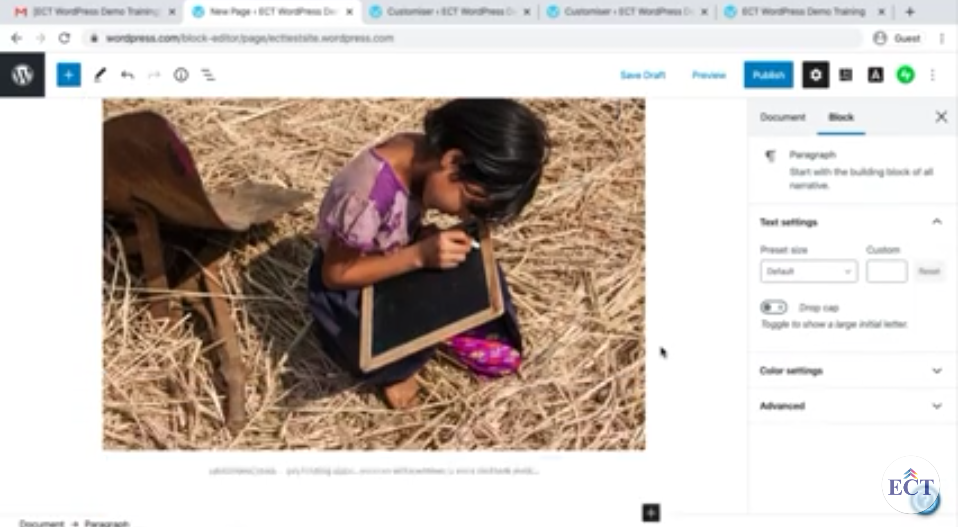 [ECT WordPress Demo Training
New Page ‹ ECT WordPress De
Customiser ‹ ECT WordPress D
Customiser ‹ ECT WordPress D
ECT WordPress Demo Training
wordpress.com/block-editor/page/ecttestsite.wordpress.com
Guest
Save Draft
Preview
Publish
Document
Block
Paragraph
Start with the building block of all
narrative.
Text settings
Preset size
Custom
Default
Reset
Drop cap
Toggle to show a large initial letter.
Color settings
Advanced
ECT
Document → Paragraph